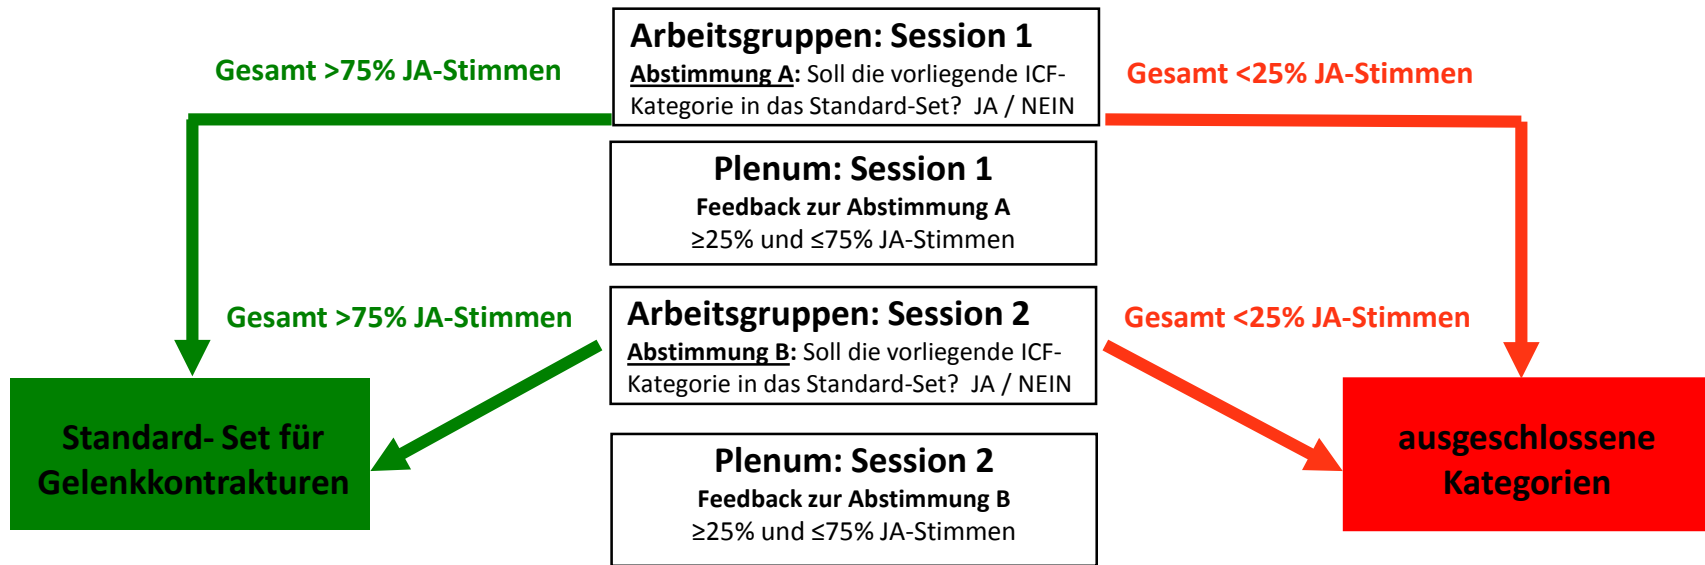 Arbeitsgruppen: Session 1
Abstimmung A: Soll die vorliegende ICF-
Kategorie in das Standard-Set? JA / NEIN
Gesamt >75% JA-Stimmen
Gesamt <25% JA-Stimmen
Plenum: Session 1
Feedback zur Abstimmung A
≥25% und ≤75% JA-Stimmen
Arbeitsgruppen: Session 2
Abstimmung B: Soll die vorliegende ICF-
Kategorie in das Standard-Set? JA / NEIN
Gesamt >75% JA-Stimmen
Gesamt <25% JA-Stimmen
Standard- Set für
Gelenkkontrakturen
ausgeschlossene
Kategorien
Plenum: Session 2
Feedback zur Abstimmung B
≥25% und ≤75% JA-Stimmen